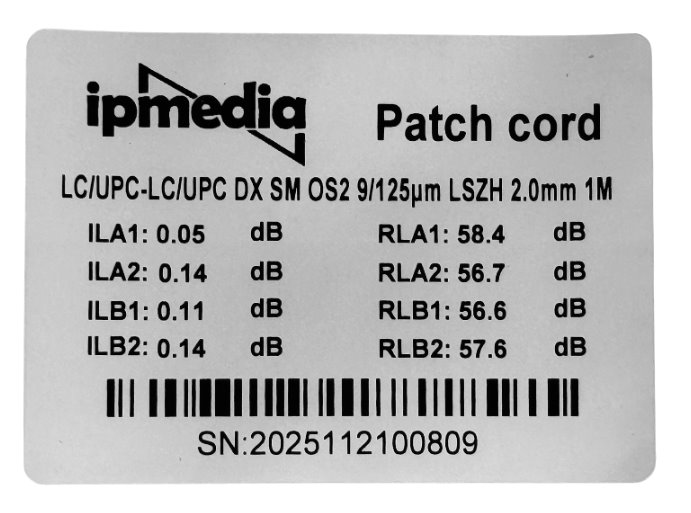 ipmedia
Patch cord
LC/UPC-LC/UPC DX SM OS2 9/125µm LSZH 2.0mm 1M
ILA1: 0.05 dB RLA1: 58.4 dB
ILA2: 0.14 dB RLA2: 56.7 dB
ILB1: 0.11 dB RLB1: 56.6 dB
ILB2: 0.14 dB RLB2: 57.6 dB
SN:2025112100809